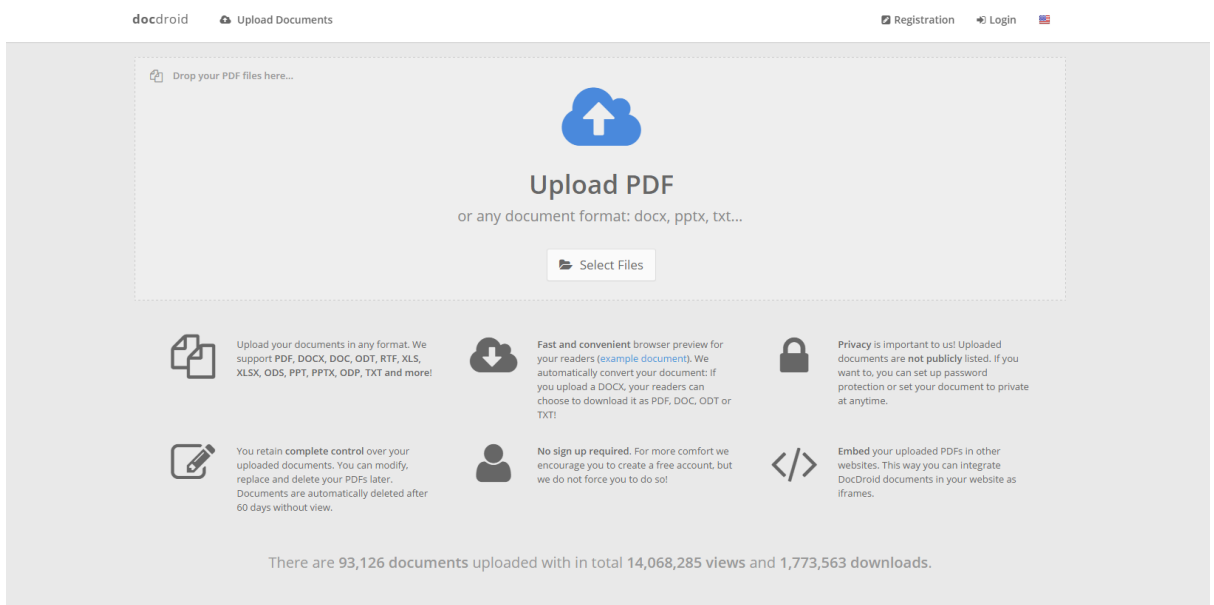 docdroid
Upload Documents
Registration
Login
Drop your PDF files here...
Upload PDF
or any document format: docx, pptx, txt...
Select Files
Upload your documents in any format. We
support PDF, DOCX, DOC, ODT, RTF, XLS,
XLSX, ODS, PPT, PPTX, ODP, TXT and more!
Fast and convenient browser preview for
your readers (example document). We
automatically convert your document: If
you upload a DOCX, your readers can
choose to download it as PDF, DOC, ODT or
TXT!
Privacy is important to us! Uploaded
documents are not publicly listed. If you
want to, you can set up password
protection or set your document to private
at anytime.
You retain complete control over your
uploaded documents. You can modify,
replace and delete your PDFs later.
Documents are automatically deleted after
60 days without view.
No sign up required. For more comfort we
encourage you to create a free account, but
we do not force you to do so!
Embed your uploaded PDFs in other
websites. This way you can integrate
DocDroid documents in your website as
iframes.
There are 93,126 documents uploaded with in total 14,068,285 views and 1,773,563 downloads.